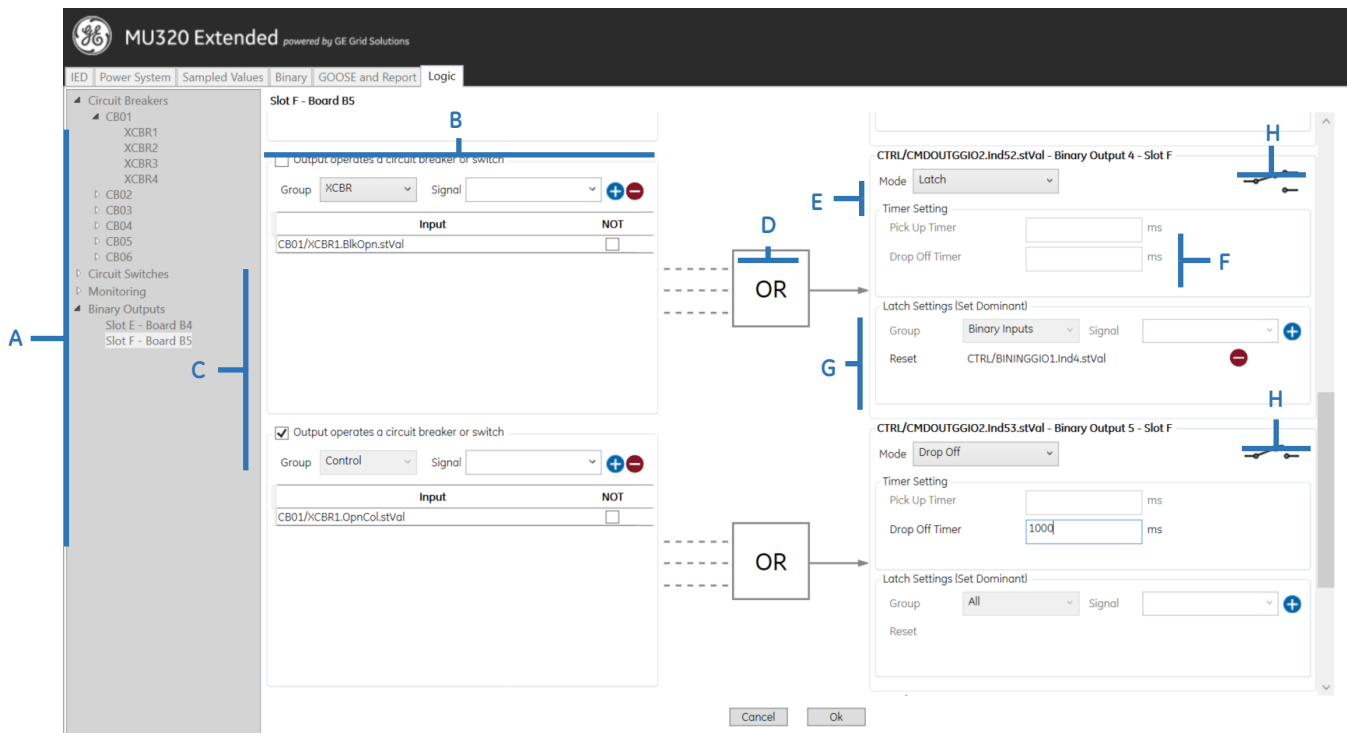 MU320 Extended powered by GE Grid Solutions
IED Power System Sampled Values Binary GOOSE and Report Logic
Circuit Breakers
CB01
XCBR1
XCBR2
XCBR3
XCBR4
CB02
CB03
CB04
CB05
CB06
Circuit Switches
Monitoring
Binary Outputs
Slot E - Board B4
Slot F - Board B5
A
C
Slot F - Board B5
B
Output operates a circuit breaker or switch
Group XCBR Signal
Input NOT
CB01/XCBR1.BlkOpn.stVal
D
OR
Output operates a circuit breaker or switch
Group Control Signal
Input NOT
CB01/XCBR1.OpnCol.stVal
OR
H
CTRL/CMDOUTGGIO2.Ind52.stVal - Binary Output 4 - Slot F
E
Mode Latch
Timer Setting
Pick Up Timer ms
Drop Off Timer ms
F
Latch Settings (Set Dominant)
Group Binary Inputs Signal
G
Reset CTRL/BININGGIO1.Ind4.stVal
H
CTRL/CMDOUTGGIO2.Ind53.stVal - Binary Output 5 - Slot F
Mode Drop Off
Timer Setting
Pick Up Timer ms
Drop Off Timer 1000 ms
Latch Settings (Set Dominant)
Group All Signal
Reset
Cancel Ok